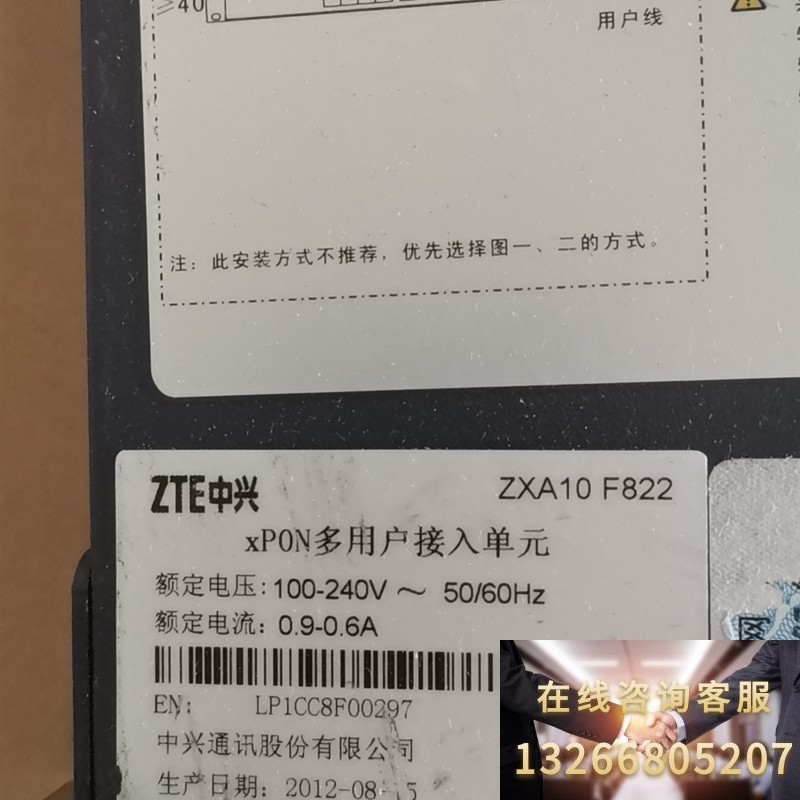 ≥40
用户线
注：此安装方式不推荐，优先选择图一、二的方式。
ZTE中兴
ZXA10 F822
xPON多用户接入单元
额定电压：100-240V ～ 50/60Hz
额定电流：0.9-0.6A
EN: LP1CC8F00297
中兴通讯股份有限公司
生产日期：2012-08- 5
网
在线咨询客服
13266805207